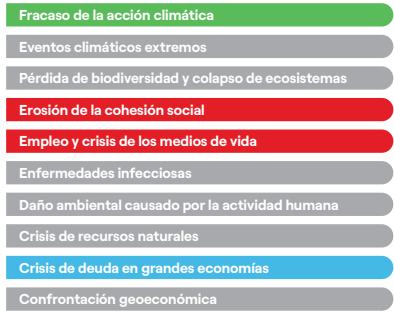 Fracaso de la acción climática
Eventos climáticos extremos
Pérdida de biodiversidad y colapso de ecosistemas
Erosión de la cohesión social
Empleo y crisis de los medios de vida
Enfermedades infecciosas
Daño ambiental causado por la actividad humana
Crisis de recursos naturales
Crisis de deuda en grandes economías
Confrontación geoeconómica